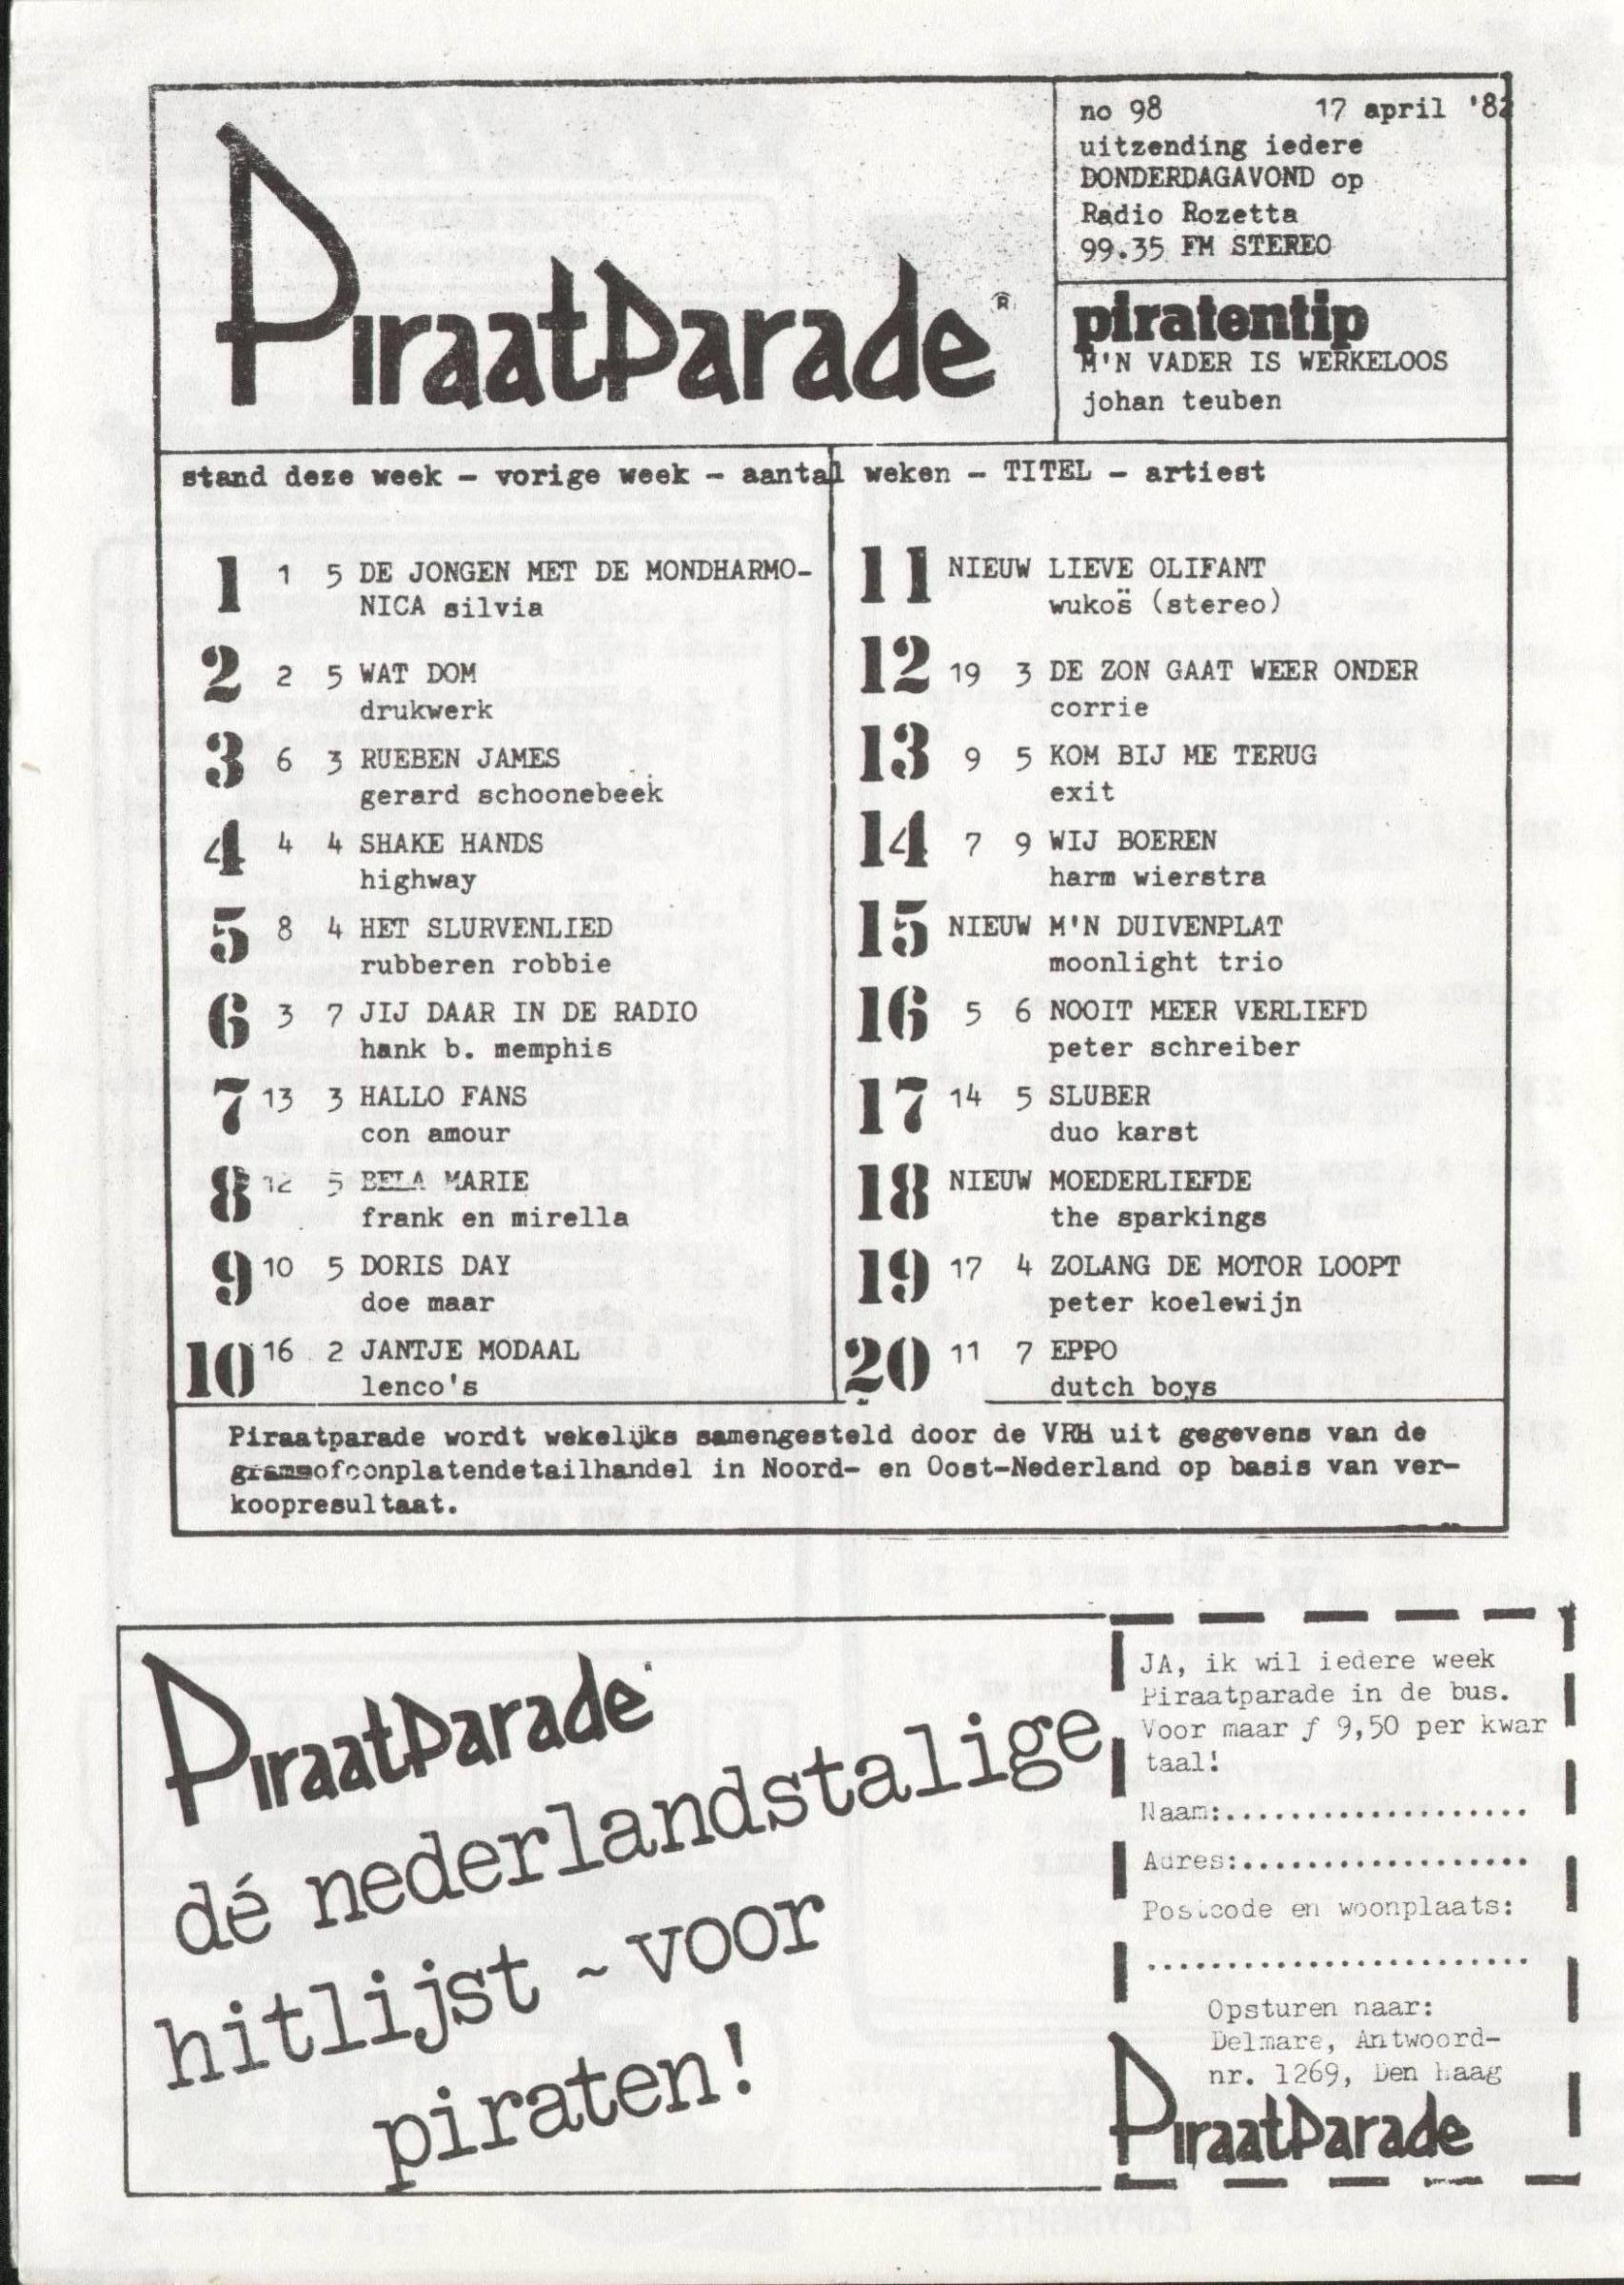 PiraatParade®
no 98 17 april '82
uitzending iedere
DONDERDAGAVOND op
Radio Rozetta
99.35 FM STEREO
piratentip
M'N VADER IS WERKELOOS
johan teuben
stand deze week - vorige week - aantal weken - TITEL - artiest
1 1 5 DE JONGEN MET DE MONDHARMO-
NICA silvia
2 2 5 WAT DOM
drukwerk
3 6 3 RUEBEN JAMES
gerard schoonebeek
4 4 4 SHAKE HANDS
highway
5 8 4 HET SLURVENLIED
rubberen robbie
6 3 7 JIJ DAAR IN DE RADIO
hank b. memphis
7 13 3 HALLO FANS
con amour
8 12 5 BELA MARIE
frank en mirella
9 10 5 DORIS DAY
doe maar
10 16 2 JANTJE MODAAL
lenco's
11 NIEUW LIEVE OLIFANT
wukos̈ (stereo)
12 19 3 DE ZON GAAT WEER ONDER
corrie
13 9 5 KOM BIJ ME TERUG
exit
14 7 9 WIJ BOEREN
harm wierstra
15 NIEUW M'N DUIVENPLAT
moonlight trio
16 5 6 NOOIT MEER VERLIEFD
peter schreiber
17 14 5 SLUBER
duo karst
18 NIEUW MOEDERLIEFDE
the sparkings
19 17 4 ZOLANG DE MOTOR LOOPT
peter koelewijn
20 11 7 EPPO
dutch boys
Piraatparade wordt wekelijks samengesteld door de VRH uit gegevens van de
grammofoonplatendetailhandel in Noord- en Oost-Nederland op basis van ver-
koopresultaat.
PiraatParade
dé nederlandstalige
hitlijst ~ voor
piraten!
JA, ik wil iedere week
Piraatparade in de bus.
Voor maar ƒ 9,50 per kwar
taal!
Naam:...................
Adres:..................
Postcode en woonplaats:
........................
Opsturen naar:
Delmare, Antwoord-
nr. 1269, Den Haag
PiraatParade